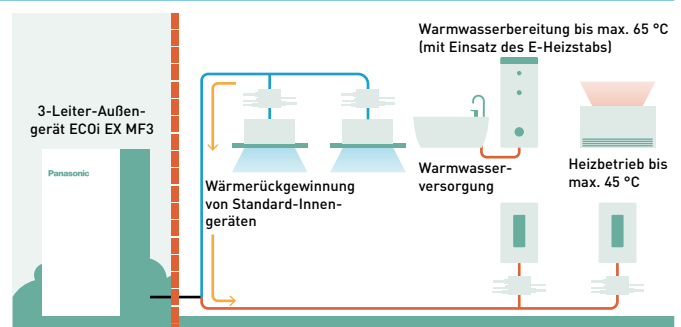 Warmwasserbereitung bis max. 65 °C
(mit Einsatz des E-Heizstabs)
3-Leiter-Außen-
gerät ECOi EX MF3
Panasonic
Wärmerückgewinnung
von Standard-Innen-
geräten
Warmwasser-
versorgung
Heizbetrieb bis
max. 45 °C